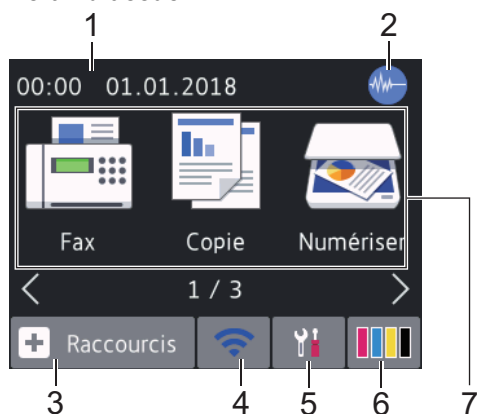 1 2
00:00 01.01.2018
Fax Copie Numériser
1 / 3
Raccourcis
3 4 5 6 7